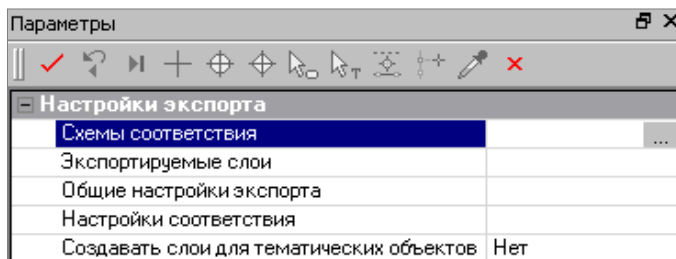 Параметры
Настройки экспорта
Схемы соответствия ...
Экспортируемые слои
Общие настройки экспорта
Настройки соответствия
Создавать слои для тематических объектов Нет